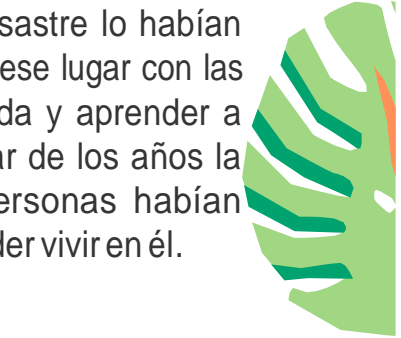 sastre lo habían
ese lugar con las
da y aprender a
ar de los años la
ersonas habían
der vivir en él.